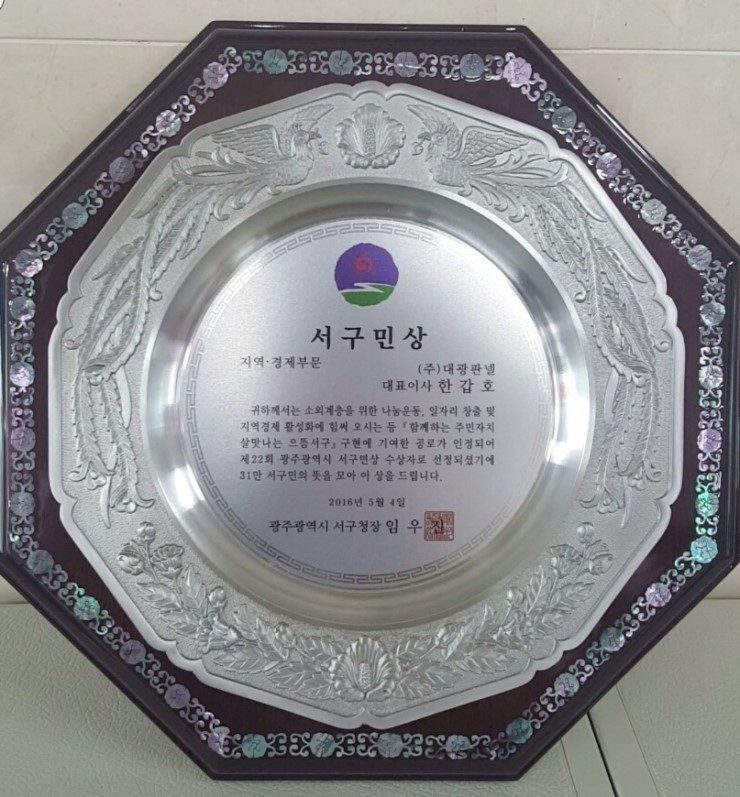 서구민상
지역·경제부문
(주)대광판넬
대표이사 한 갑 호
귀하께서는 소외계층을 위한 나눔운동, 일자리 창출 및
지역경제 활성화에 힘써 오시는 등 『함께하는 주민자치
살맛나는 으뜸서구』 구현에 기여한 공로가 인정되어
제22회 광주광역시 서구민상 수상자로 선정되셨기에
31만 서구민의 뜻을 모아 이 상을 드립니다.
2016년 5월 4일
광주광역시 서구청장 임 우 진